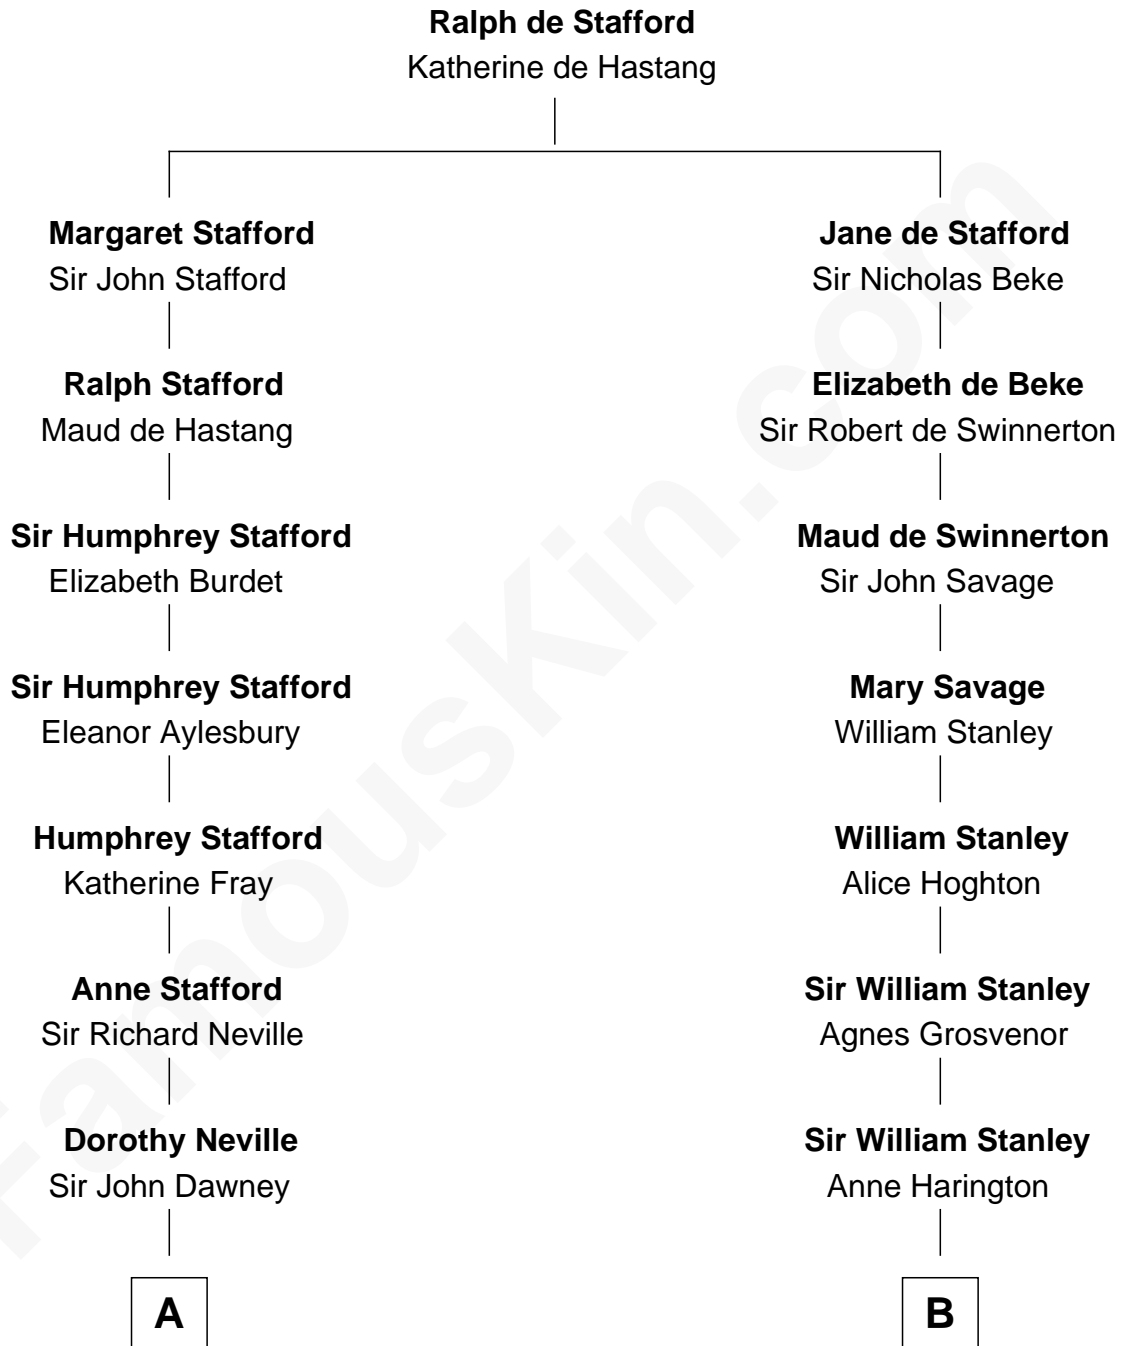 Ralph de Stafford
Katherine de Hastang
Margaret Stafford
Sir John Stafford
Jane de Stafford
Sir Nicholas Beke
Ralph Stafford
Maud de Hastang
Elizabeth de Beke
Sir Robert de Swinnerton
Sir Humphrey Stafford
Elizabeth Burdet
Maud de Swinnerton
Sir John Savage
Sir Humphrey Stafford
Eleanor Aylesbury
Mary Savage
William Stanley
Humphrey Stafford
Katherine Fray
William Stanley
Alice Hoghton
Anne Stafford
Sir Richard Neville
Sir William Stanley
Agnes Grosvenor
Dorothy Neville
Sir John Dawney
Sir William Stanley
Anne Harington
A
B
FamousKin.com